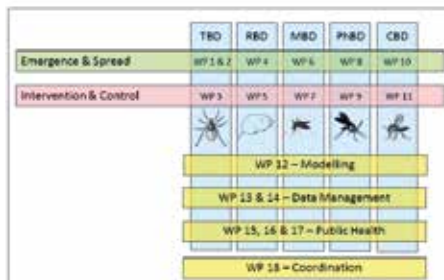 TBD RBD MBD PhBD CBD
Emergence & Spread WP 1 & 2 WP 4 WP 6 WP 8 WP 10
Intervention & Control WP 3 WP 5 WP 7 WP 9 WP 11
WP 12 – Modelling
WP 13 & 14 – Data Management
WP 15, 16 & 17 – Public Health
WP 18 – Coordination